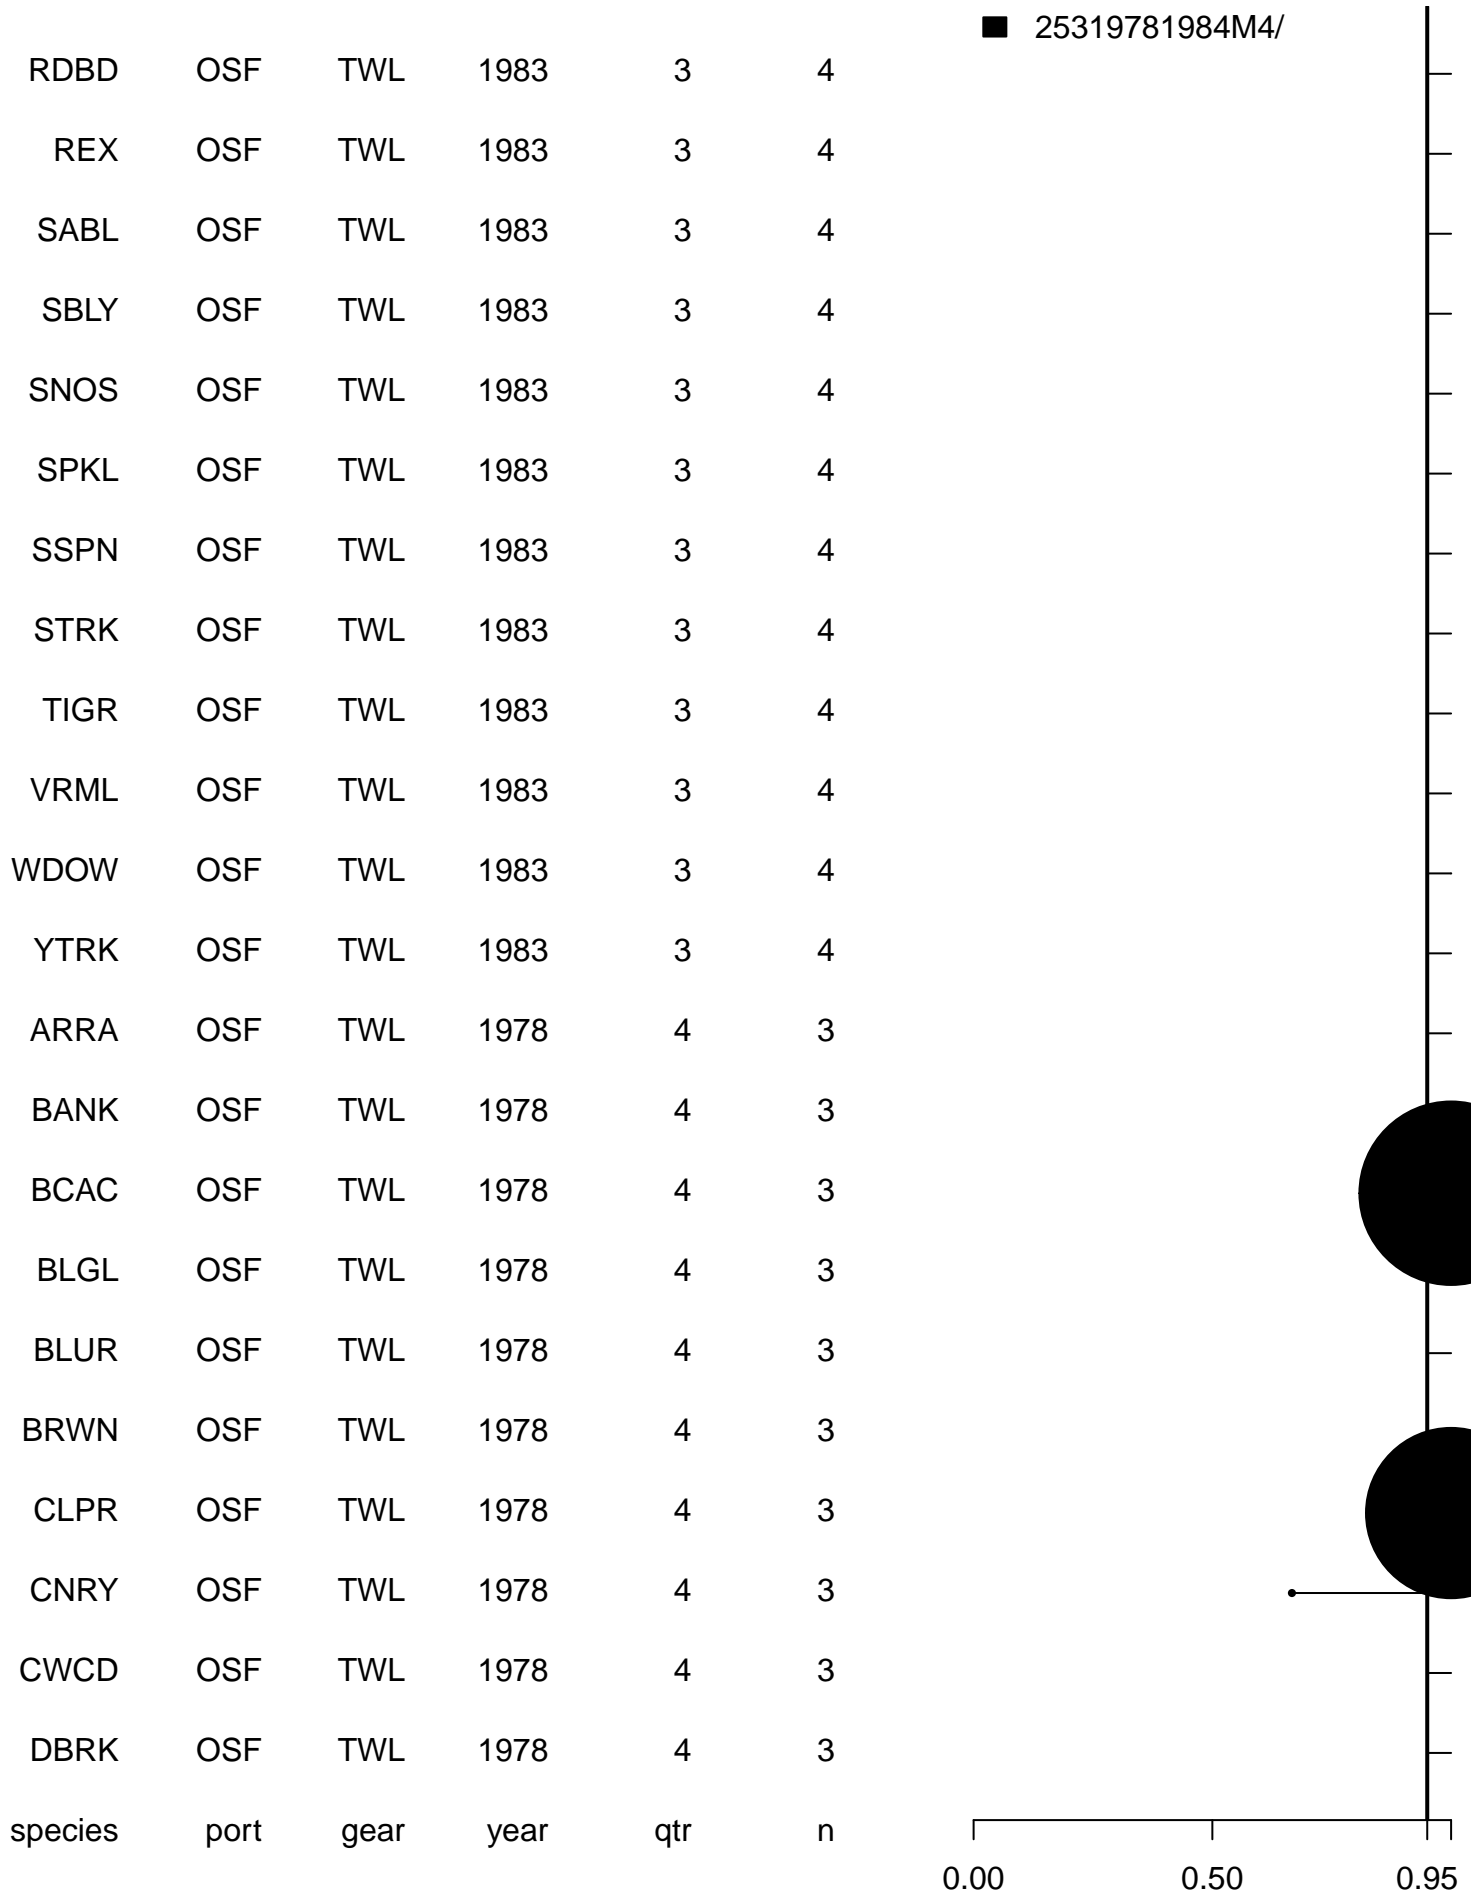 25319781984M4/
RDBD OSF TWL 1983 3 4
REX OSF TWL 1983 3 4
SABL OSF TWL 1983 3 4
SBLY OSF TWL 1983 3 4
SNOS OSF TWL 1983 3 4
SPKL OSF TWL 1983 3 4
SSPN OSF TWL 1983 3 4
STRK OSF TWL 1983 3 4
TIGR OSF TWL 1983 3 4
VRML OSF TWL 1983 3 4
WDOW OSF TWL 1983 3 4
YTRK OSF TWL 1983 3 4
ARRA OSF TWL 1978 4 3
BANK OSF TWL 1978 4 3
BCAC OSF TWL 1978 4 3
BLGL OSF TWL 1978 4 3
BLUR OSF TWL 1978 4 3
BRWN OSF TWL 1978 4 3
CLPR OSF TWL 1978 4 3
CNRY OSF TWL 1978 4 3
CWCD OSF TWL 1978 4 3
DBRK OSF TWL 1978 4 3
species port gear year qtr n
0.00 0.50 0.95